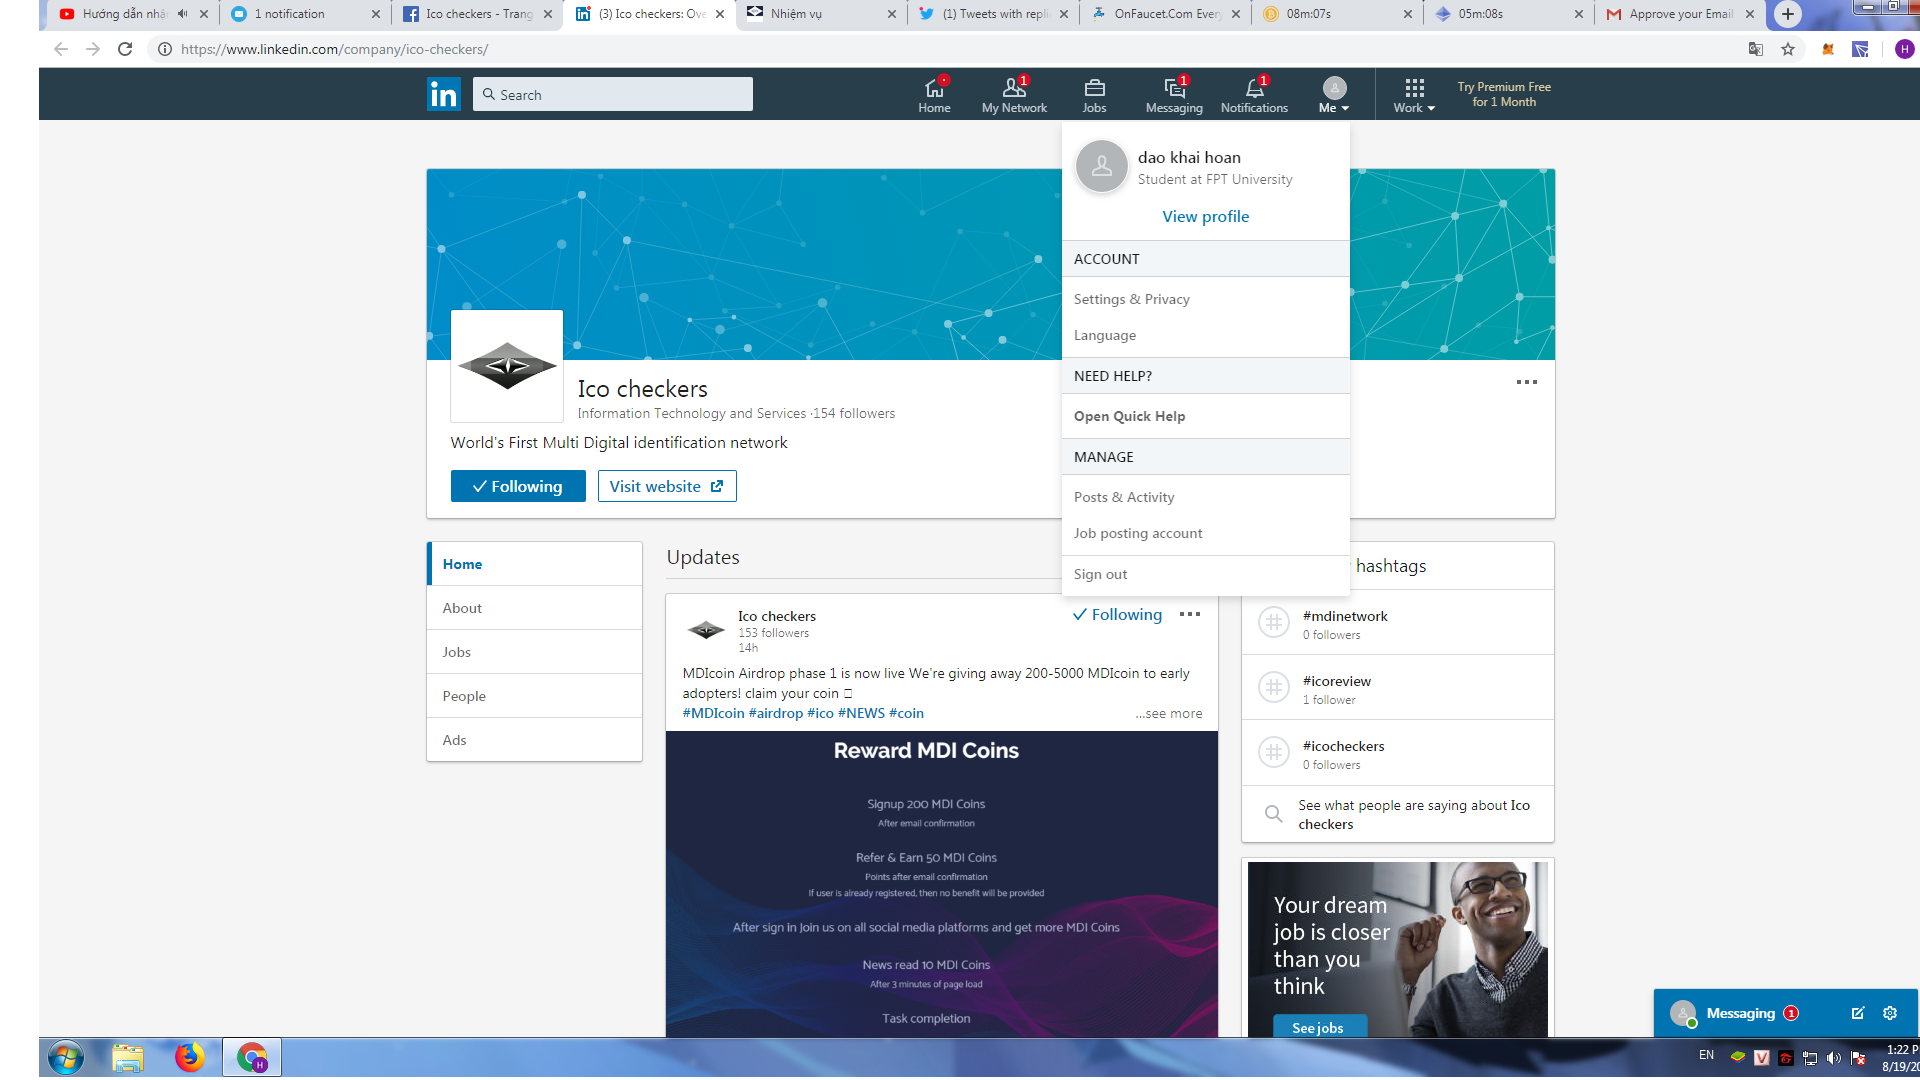 Hướng dẫn nhậ
1 notification
Ico checkers - Trang
(3) Ico checkers: Ove
Nhiệm vụ
(1) Tweets with repli
OnFaucet.Com Every
08m:07s
05m:08s
Approve your Email
https://www.linkedin.com/company/ico-checkers/
H
in
Search
Home
1
My Network
Jobs
1
Messaging
1
Notifications
Me
Work
Try Premium Free
for 1 Month
dao khai hoan
Student at FPT University
View profile
ACCOUNT
Settings & Privacy
Language
NEED HELP?
Open Quick Help
MANAGE
Posts & Activity
Job posting account
Sign out
Ico checkers
Information Technology and Services ·154 followers
World's First Multi Digital identification network
Following
Visit website
Home
About
Jobs
People
Ads
Updates
Ico checkers
153 followers
14h
Following
MDIcoin Airdrop phase 1 is now live We're giving away 200-5000 MDIcoin to early
adopters! claim your coin
#MDIcoin #airdrop #ico #NEWS #coin
...see more
Reward MDI Coins
Signup 200 MDI Coins
After email confirmation
Refer & Earn 50 MDI Coins
Points after email confirmation
If user is already registered, then no benefit will be provided
After sign in Join us on all social media platforms and get more MDI Coins
News read 10 MDI Coins
After 3 minutes of page load
Task completion
hashtags
#mdinetwork
0 followers
#icoreview
1 follower
#icocheckers
0 followers
See what people are saying about Ico
checkers
Your dream
job is closer
than you
think
See jobs
Messaging
1
H
EN
V
1:22 P
8/19/20